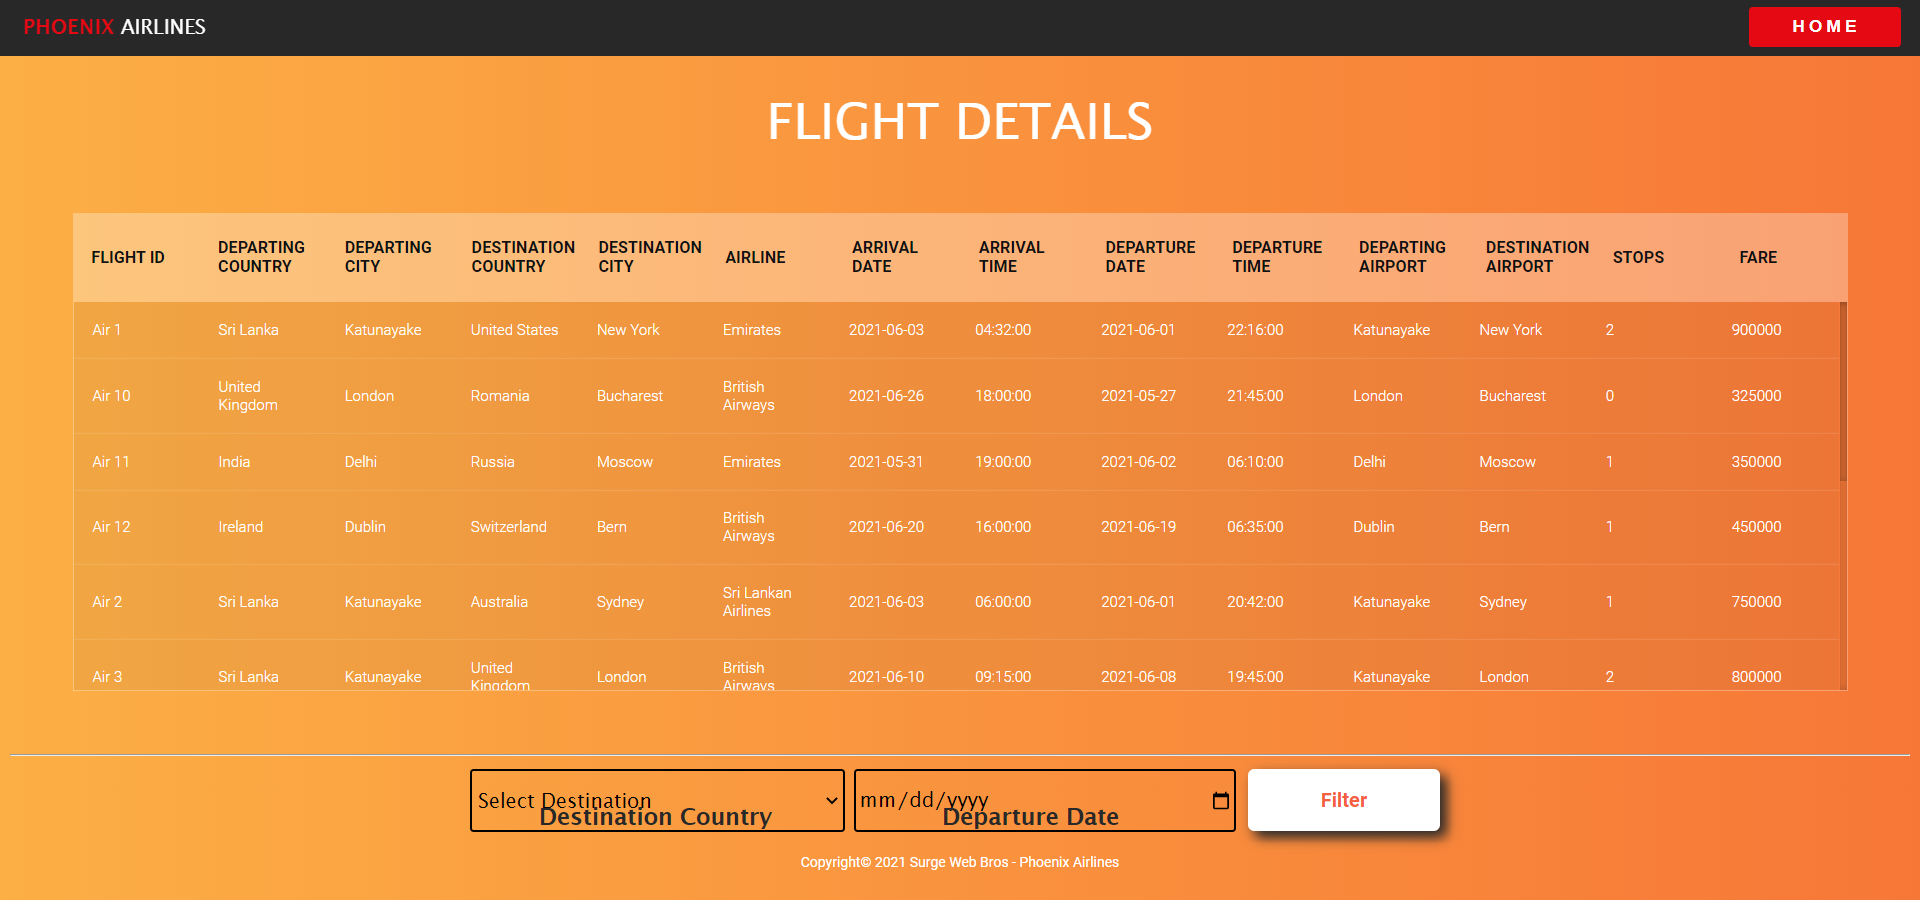 PHOENIX AIRLINES
HOME
FLIGHT DETAILS
FLIGHT ID DEPARTING COUNTRY DEPARTING CITY DESTINATION COUNTRY DESTINATION CITY AIRLINE ARRIVAL DATE ARRIVAL TIME DEPARTURE DATE DEPARTURE TIME DEPARTING AIRPORT DESTINATION AIRPORT STOPS FARE
Air 1 Sri Lanka Katunayake United States New York Emirates 2021-06-03 04:32:00 2021-06-01 22:16:00 Katunayake New York 2 900000
Air 10 United Kingdom London Romania Bucharest British Airways 2021-06-26 18:00:00 2021-05-27 21:45:00 London Bucharest 0 325000
Air 11 India Delhi Russia Moscow Emirates 2021-05-31 19:00:00 2021-06-02 06:10:00 Delhi Moscow 1 350000
Air 12 Ireland Dublin Switzerland Bern British Airways 2021-06-20 16:00:00 2021-06-19 06:35:00 Dublin Bern 1 450000
Air 2 Sri Lanka Katunayake Australia Sydney Sri Lankan Airlines 2021-06-03 06:00:00 2021-06-01 20:42:00 Katunayake Sydney 1 750000
Air 3 Sri Lanka Katunayake United Kingdom London British Airways 2021-06-10 09:15:00 2021-06-08 19:45:00 Katunayake London 2 800000
Select Destination
Destination Country
mm/dd/yyyy
Departure Date
Filter
Copyright© 2021 Surge Web Bros - Phoenix Airlines